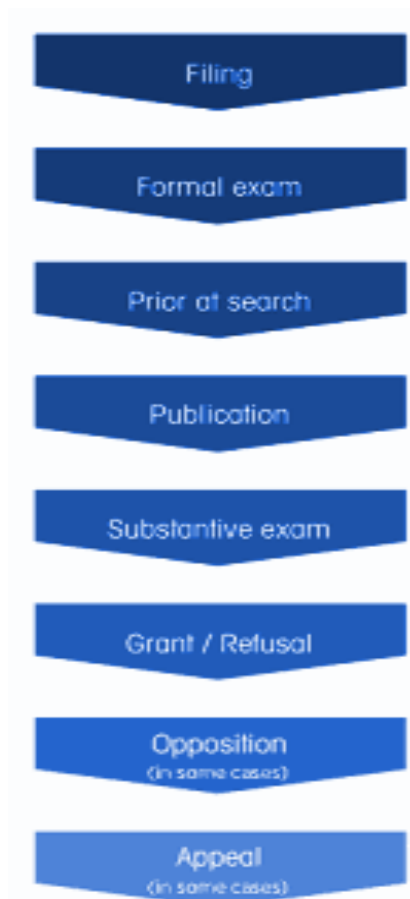 Filing
Formal exam
Prior at search
Publication
Substantive exam
Grant / Refusal
Opposition
(in some cases)
Appeal
(in some cases)